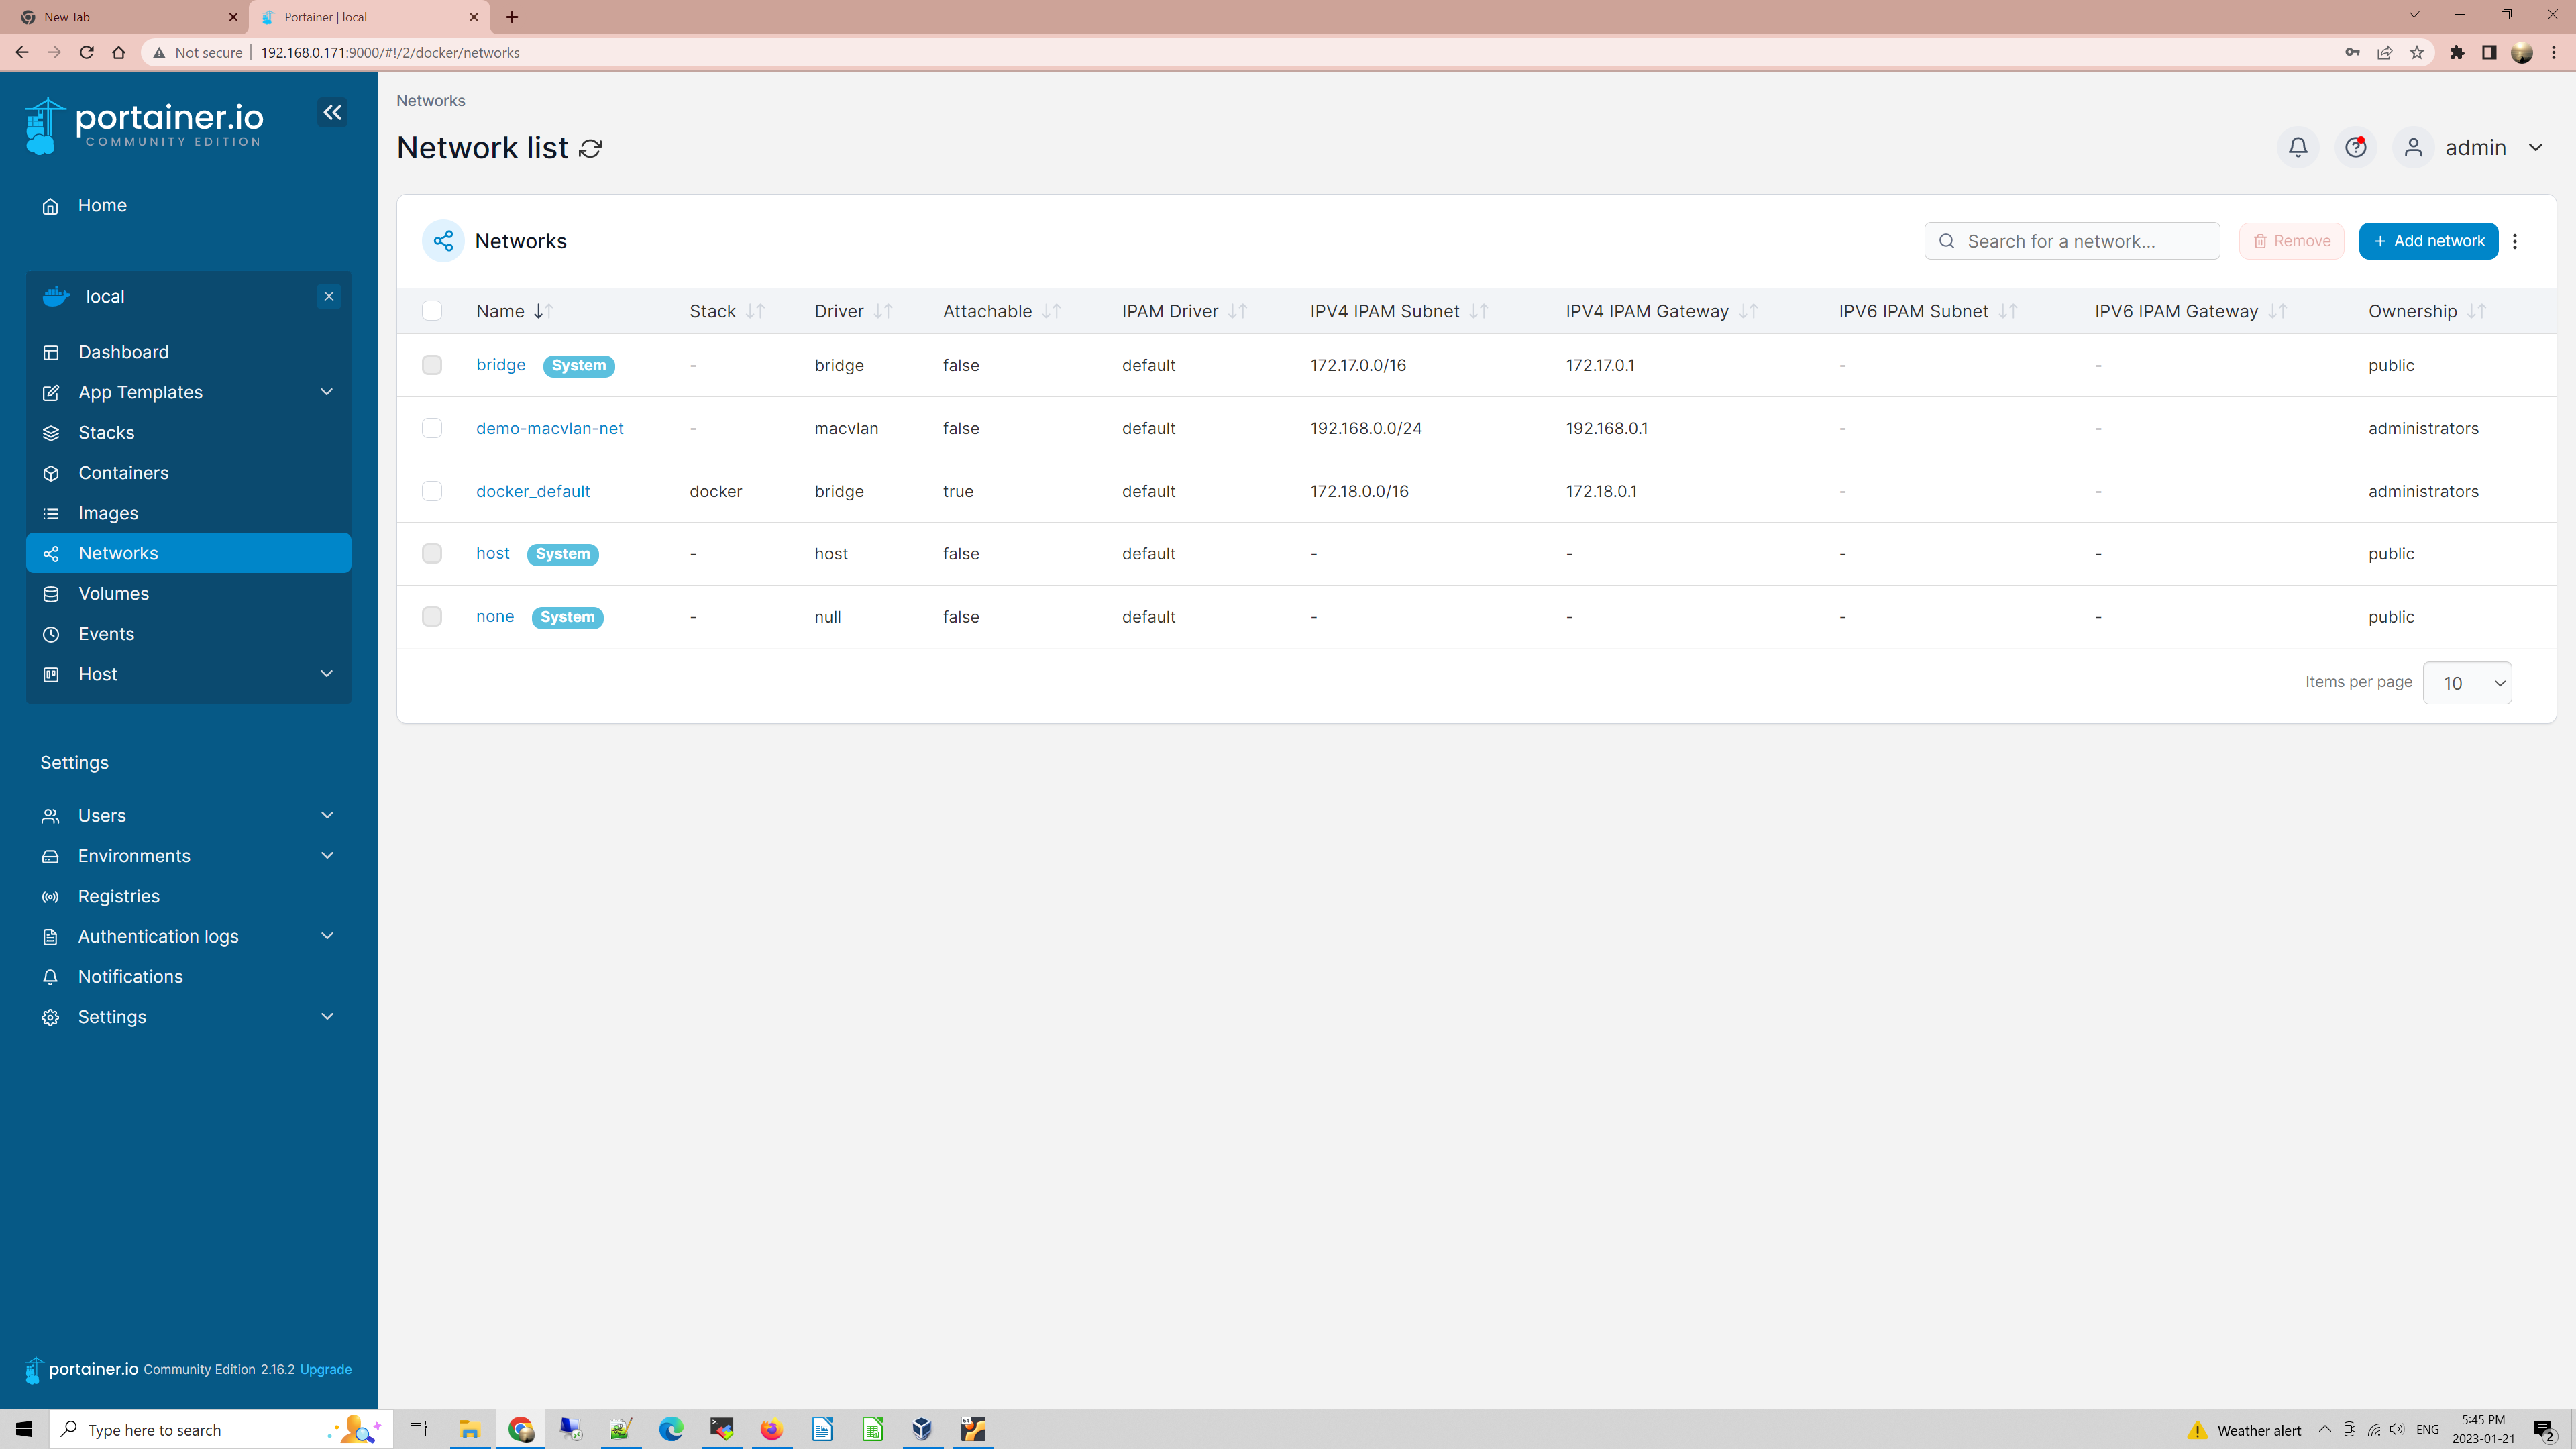 New Tab
Portainer | local
Not secure
192.168.0.171:9000/#!/2/docker/networks
portainer.io
COMMUNITY EDITION
Home
local
Dashboard
App Templates
Stacks
Containers
Images
Networks
Volumes
Events
Host
Settings
Users
Environments
Registries
Authentication logs
Notifications
Settings
portainer.io Community Edition 2.16.2 Upgrade
Networks
Network list
admin
Networks
Search for a network...
Remove
+ Add network
Name Stack Driver Attachable IPAM Driver IPV4 IPAM Subnet IPV4 IPAM Gateway IPV6 IPAM Subnet IPV6 IPAM Gateway Ownership
bridge System - bridge false default 172.17.0.0/16 172.17.0.1 - - public
demo-macvlan-net - macvlan false default 192.168.0.0/24 192.168.0.1 - - administrators
docker_default docker bridge true default 172.18.0.0/16 172.18.0.1 - - administrators
host System - host false default - - - - public
none System - null false default - - - - public
Items per page 10
Type here to search
Weather alert
ENG
5:45 PM
2023-01-21
2